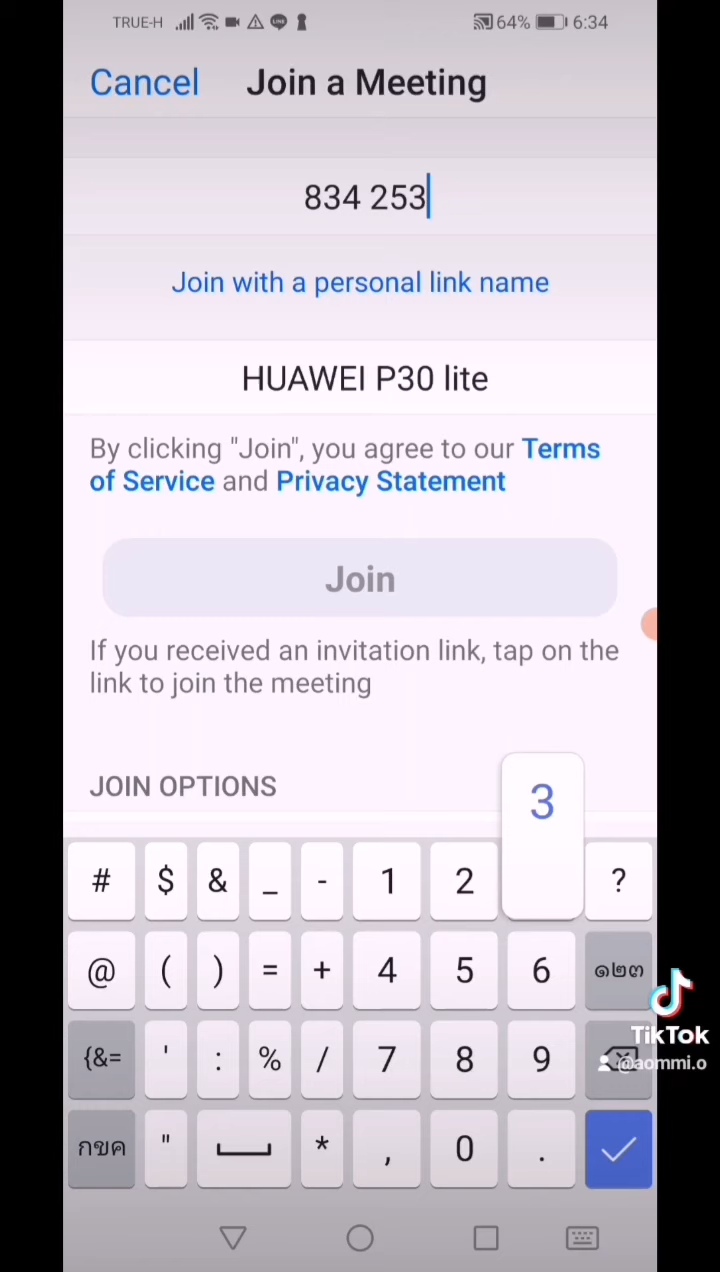 TRUE-H 64% 6:34
Cancel Join a Meeting
834 253
Join with a personal link name
HUAWEI P30 lite
By clicking "Join", you agree to our Terms
of Service and Privacy Statement
Join
If you received an invitation link, tap on the
link to join the meeting
JOIN OPTIONS
3
# $ & _ - 1 2 ?
@ ( ) = + 4 5 6 ๑๒๓
{&= ' : % / 7 8 9
กขค " * , 0 .
TikTok
@aommi.o